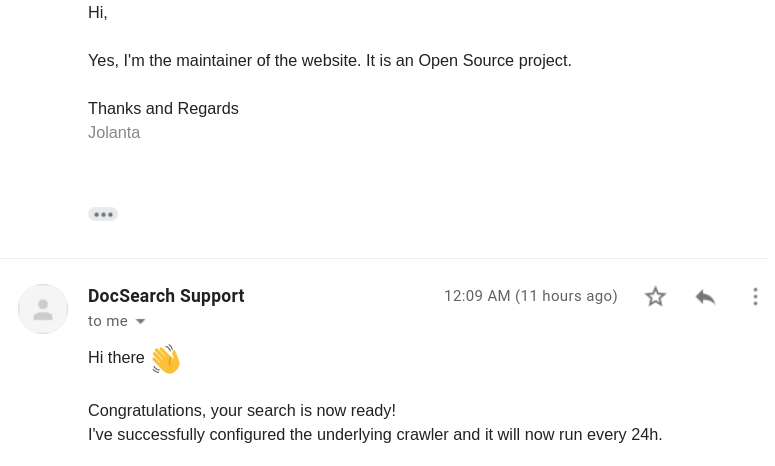 Hi,
Yes, I'm the maintainer of the website. It is an Open Source project.
Thanks and Regards
Jolanta
DocSearch Support
12:09 AM (11 hours ago)
to me
Hi there 👋
Congratulations, your search is now ready!
I've successfully configured the underlying crawler and it will now run every 24h.